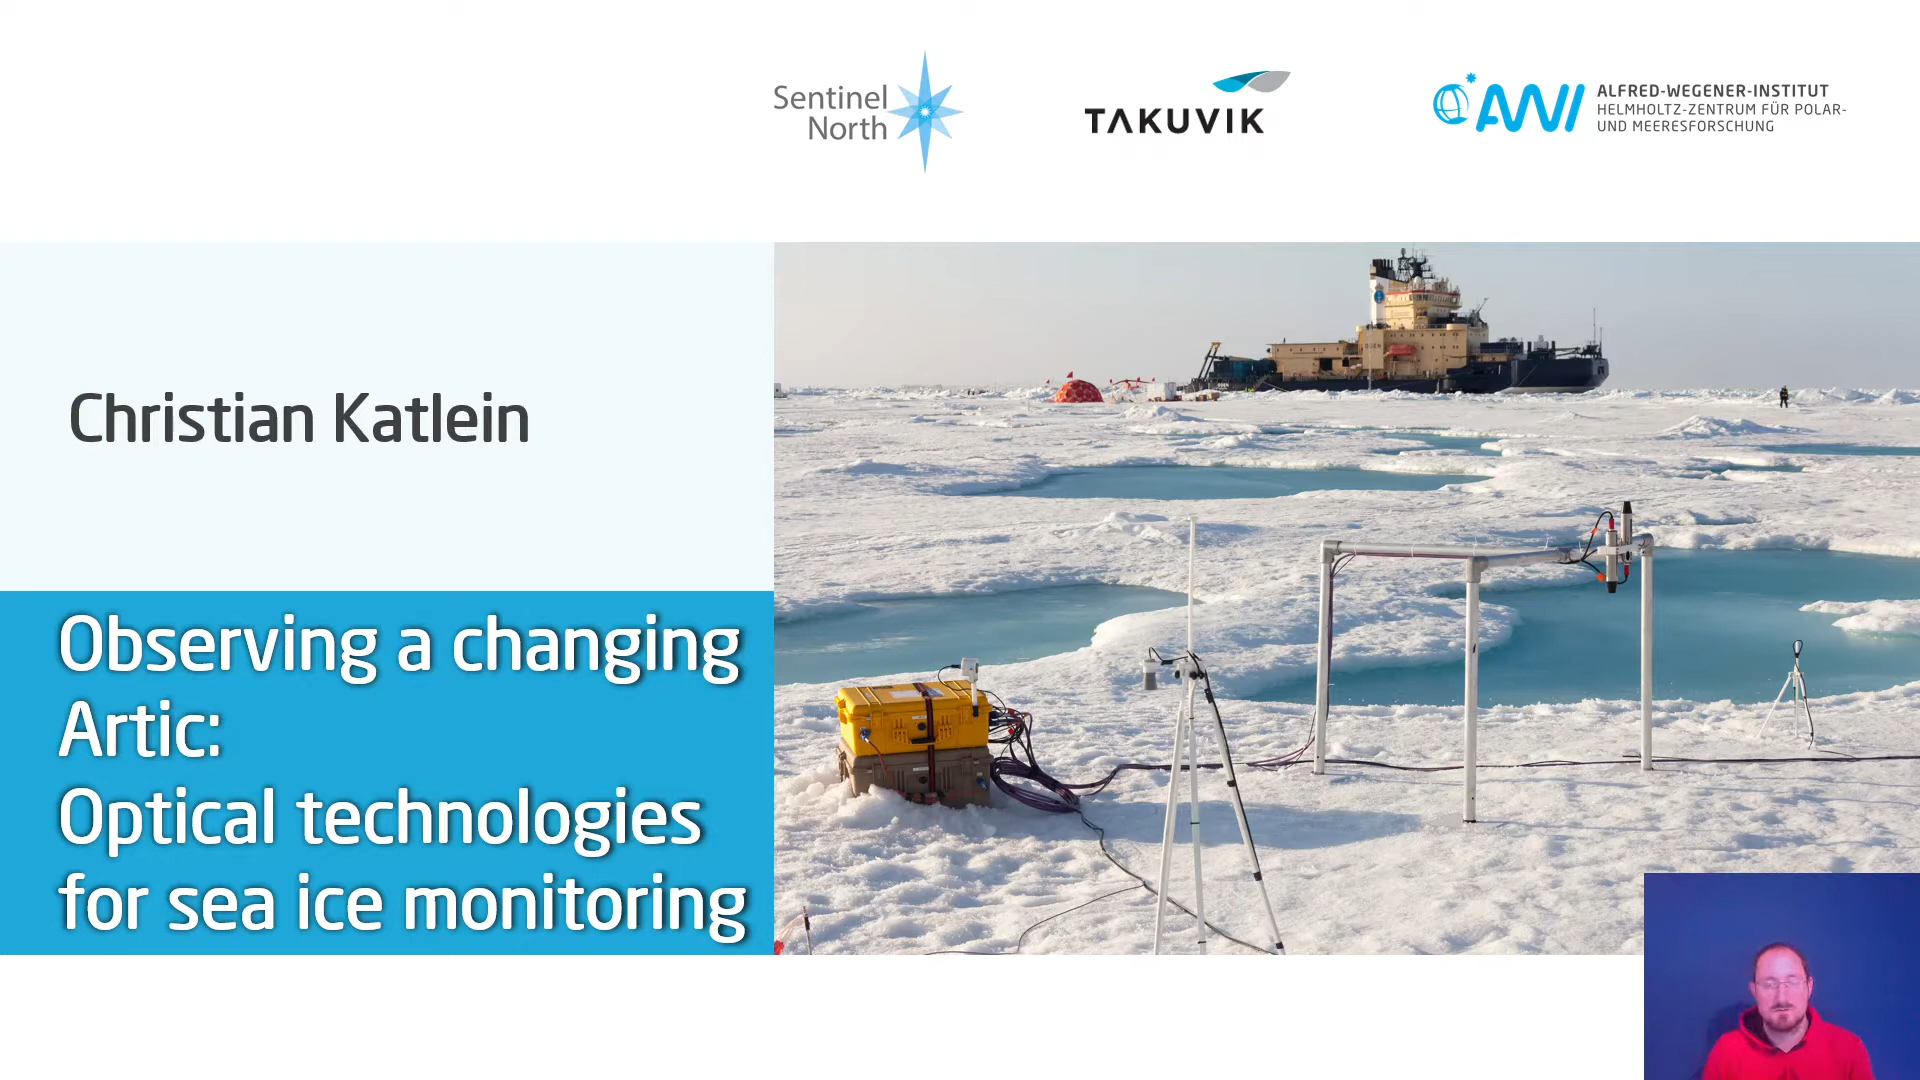 Sentinel
North
TAKUVIK
AWI
ALFRED-WEGENER-INSTITUT
HELMHOLTZ-ZENTRUM FÜR POLAR-
UND MEERESFORSCHUNG
Christian Katlein
ODEN
Observing a changing
Artic:
Optical technologies
for sea ice monitoring